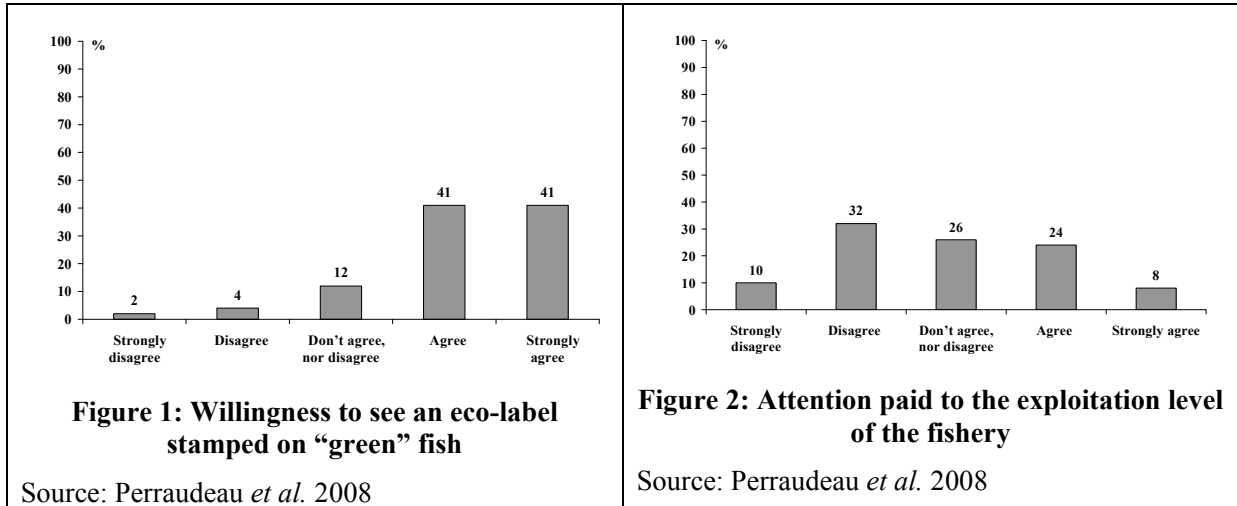 %
100
90
80
70
60
50
40
30
20
10
0
2
4
12
41
41
Strongly
disagree
Disagree
Don't agree,
nor disagree
Agree
Strongly
agree
Figure 1: Willingness to see an eco-label
stamped on “green” fish
Source: Perraudeau et al. 2008
%
100
90
80
70
60
50
40
30
20
10
0
10
32
26
24
8
Strongly
disagree
Disagree
Don't agree,
nor disagree
Agree
Strongly agree
Figure 2: Attention paid to the exploitation level
of the fishery
Source: Perraudeau et al. 2008